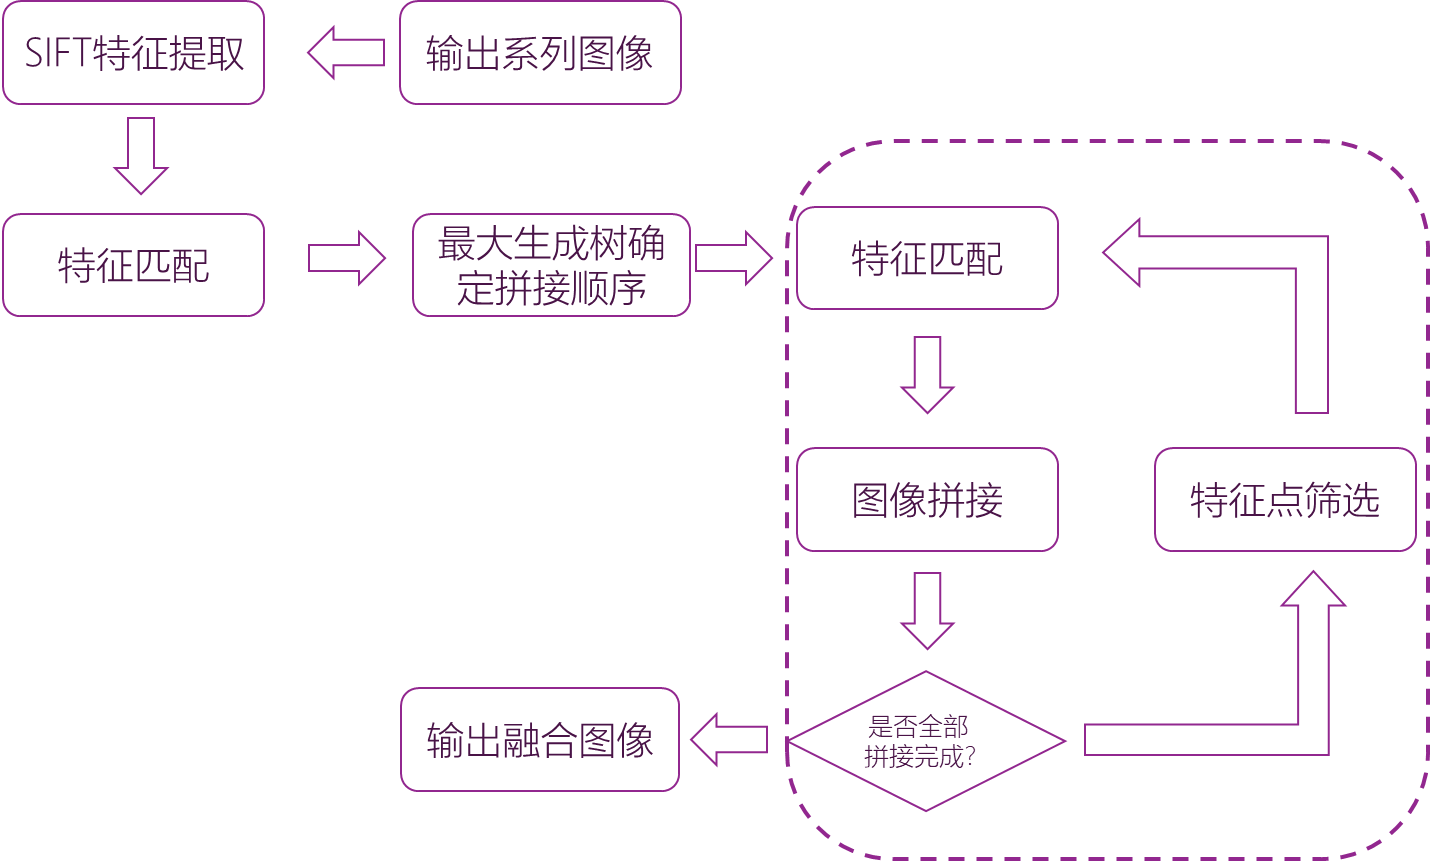 SIFT特征提取
输出系列图像
特征匹配
最大生成树确
定拼接顺序
特征匹配
图像拼接
特征点筛选
是否全部
拼接完成?
输出融合图像